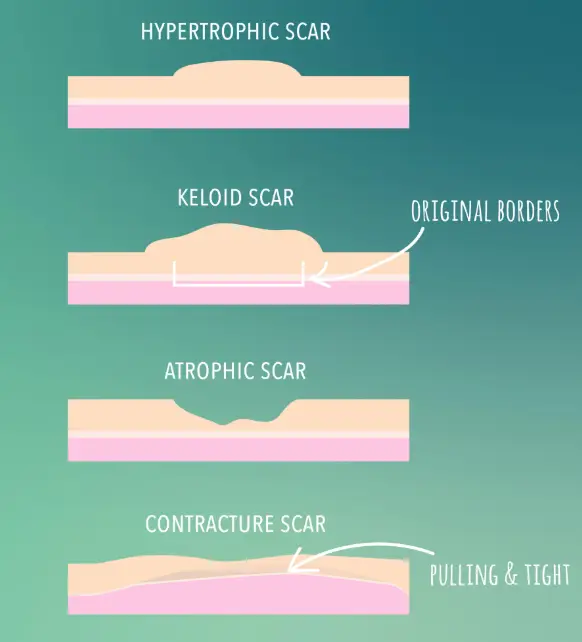 HYPERTROPHIC SCAR
KELOID SCAR
ORIGINAL BORDERS
ATROPHIC SCAR
CONTRACTURE SCAR
PULLING & TIGHT